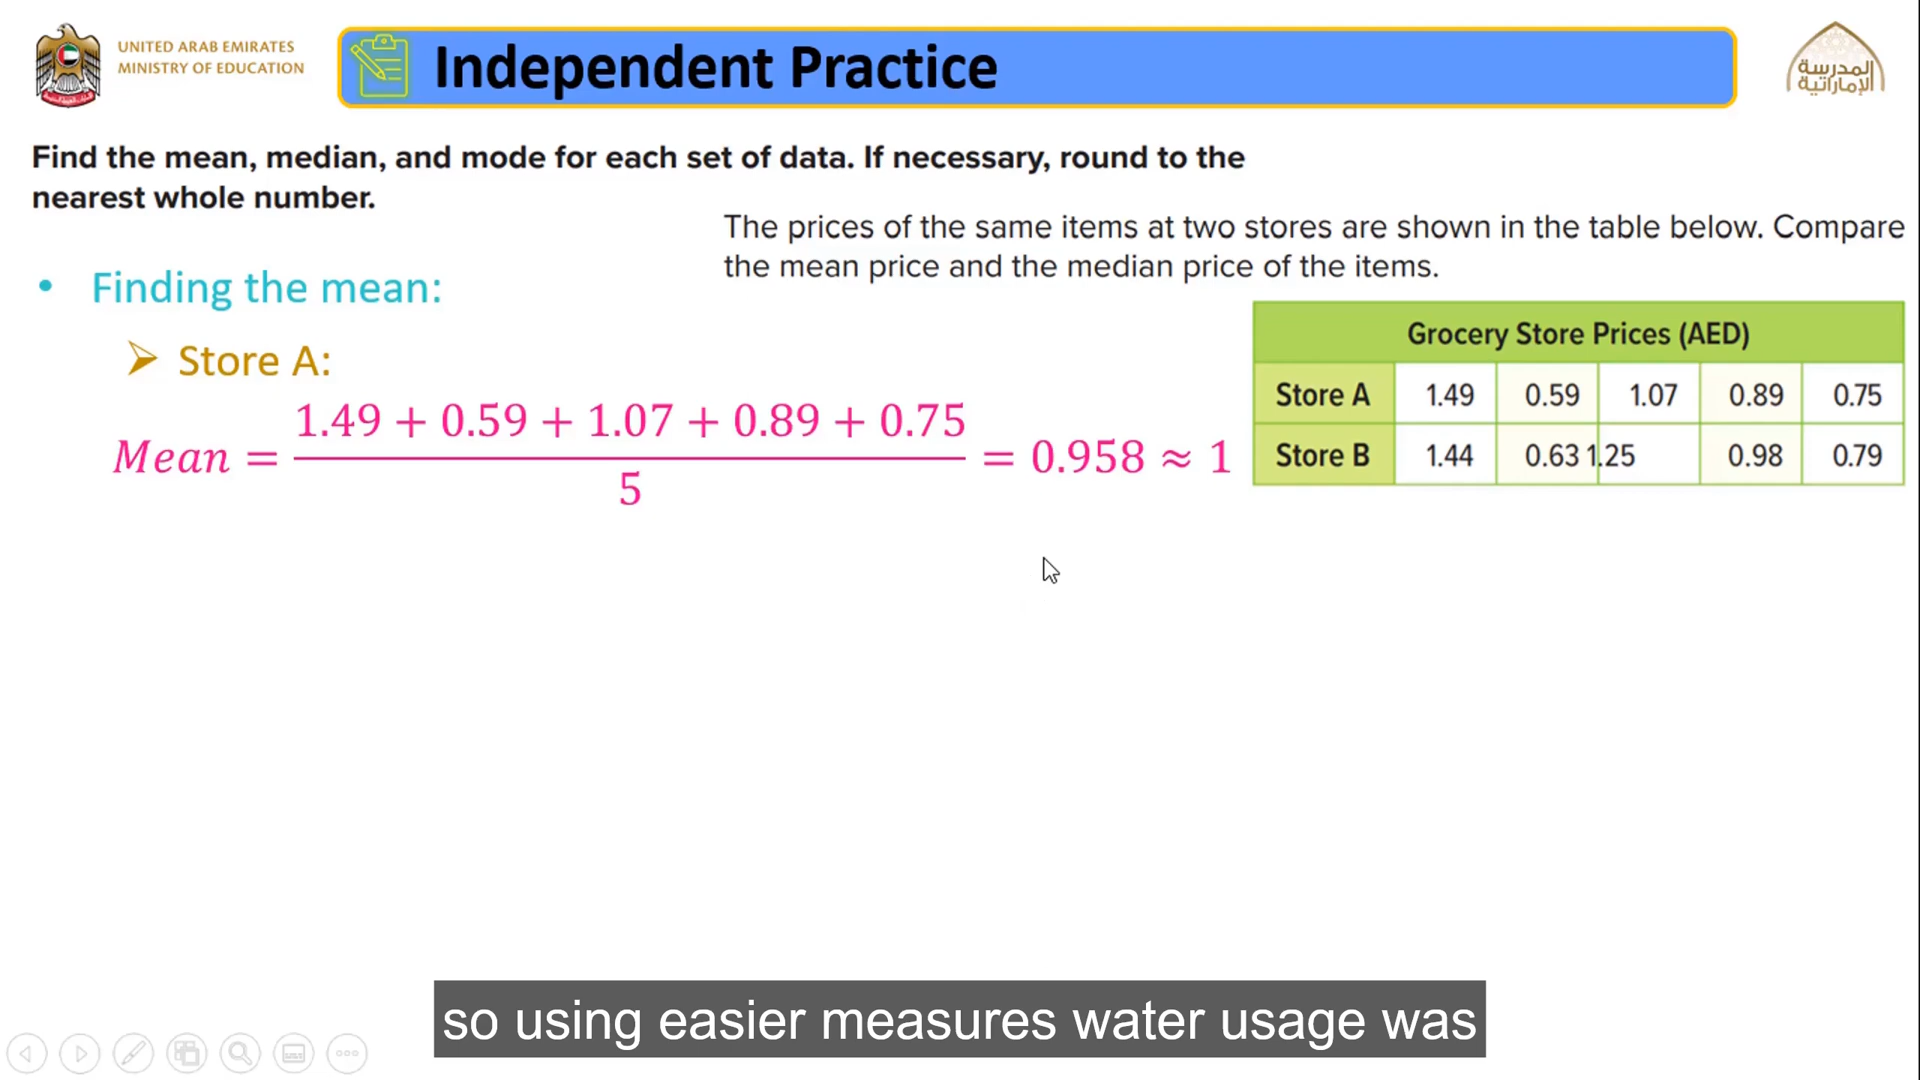 UNITED ARAB EMIRATES
MINISTRY OF EDUCATION
Independent Practice
المدرسة
الإماراتية
Find the mean, median, and mode for each set of data. If necessary, round to the
nearest whole number.
The prices of the same items at two stores are shown in the table below. Compare
the mean price and the median price of the items.
• Finding the mean:
➢ Store A:
Mean = (1.49 + 0.59 + 1.07 + 0.89 + 0.75) / 5 = 0.958 ≈ 1
Grocery Store Prices (AED)
Store A 1.49 0.59 1.07 0.89 0.75
Store B 1.44 0.63 1.25 0.98 0.79
so using easier measures water usage was